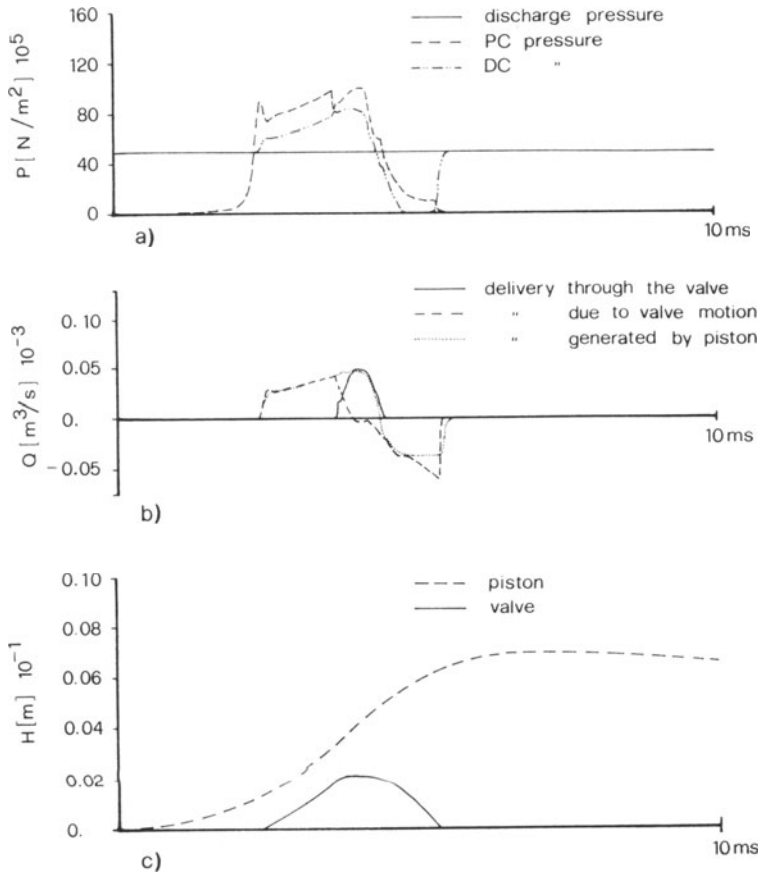 160
120
80
40
0
P [N/m²] 10⁵
discharge pressure
PC pressure
DC "
10 ms
a)
0.10
0.05
0.
−0.05
Q [m³/s] 10⁻³
delivery through the valve
" due to valve motion
" generated by piston
10 ms
b)
0.10
0.08
0.06
0.04
0.02
0.
H [m] 10⁻¹
piston
valve
10 ms
c)